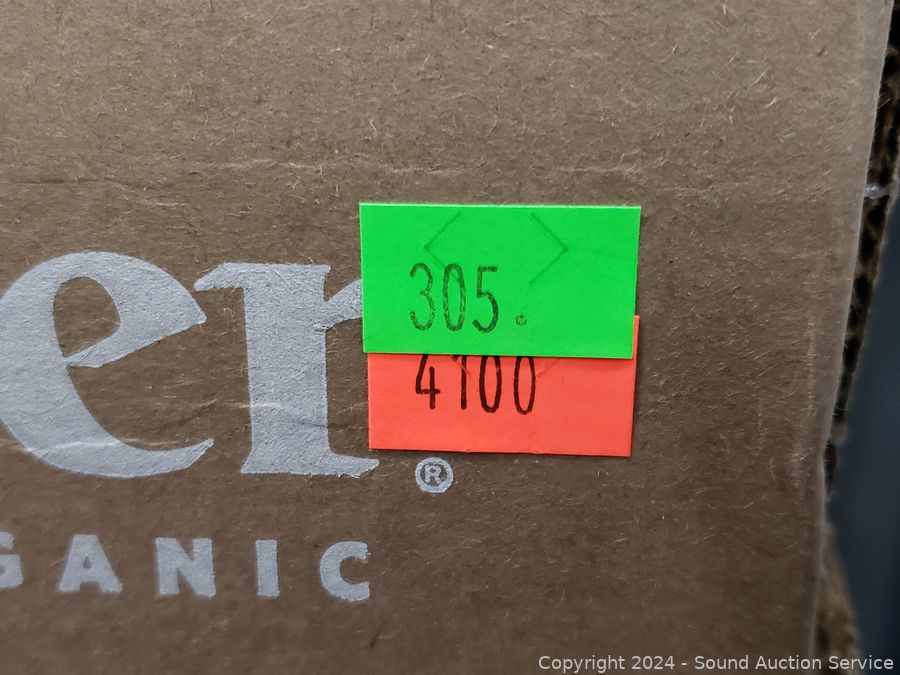 305.
4100
er®
GANIC
Copyright 2024 - Sound Auction Service